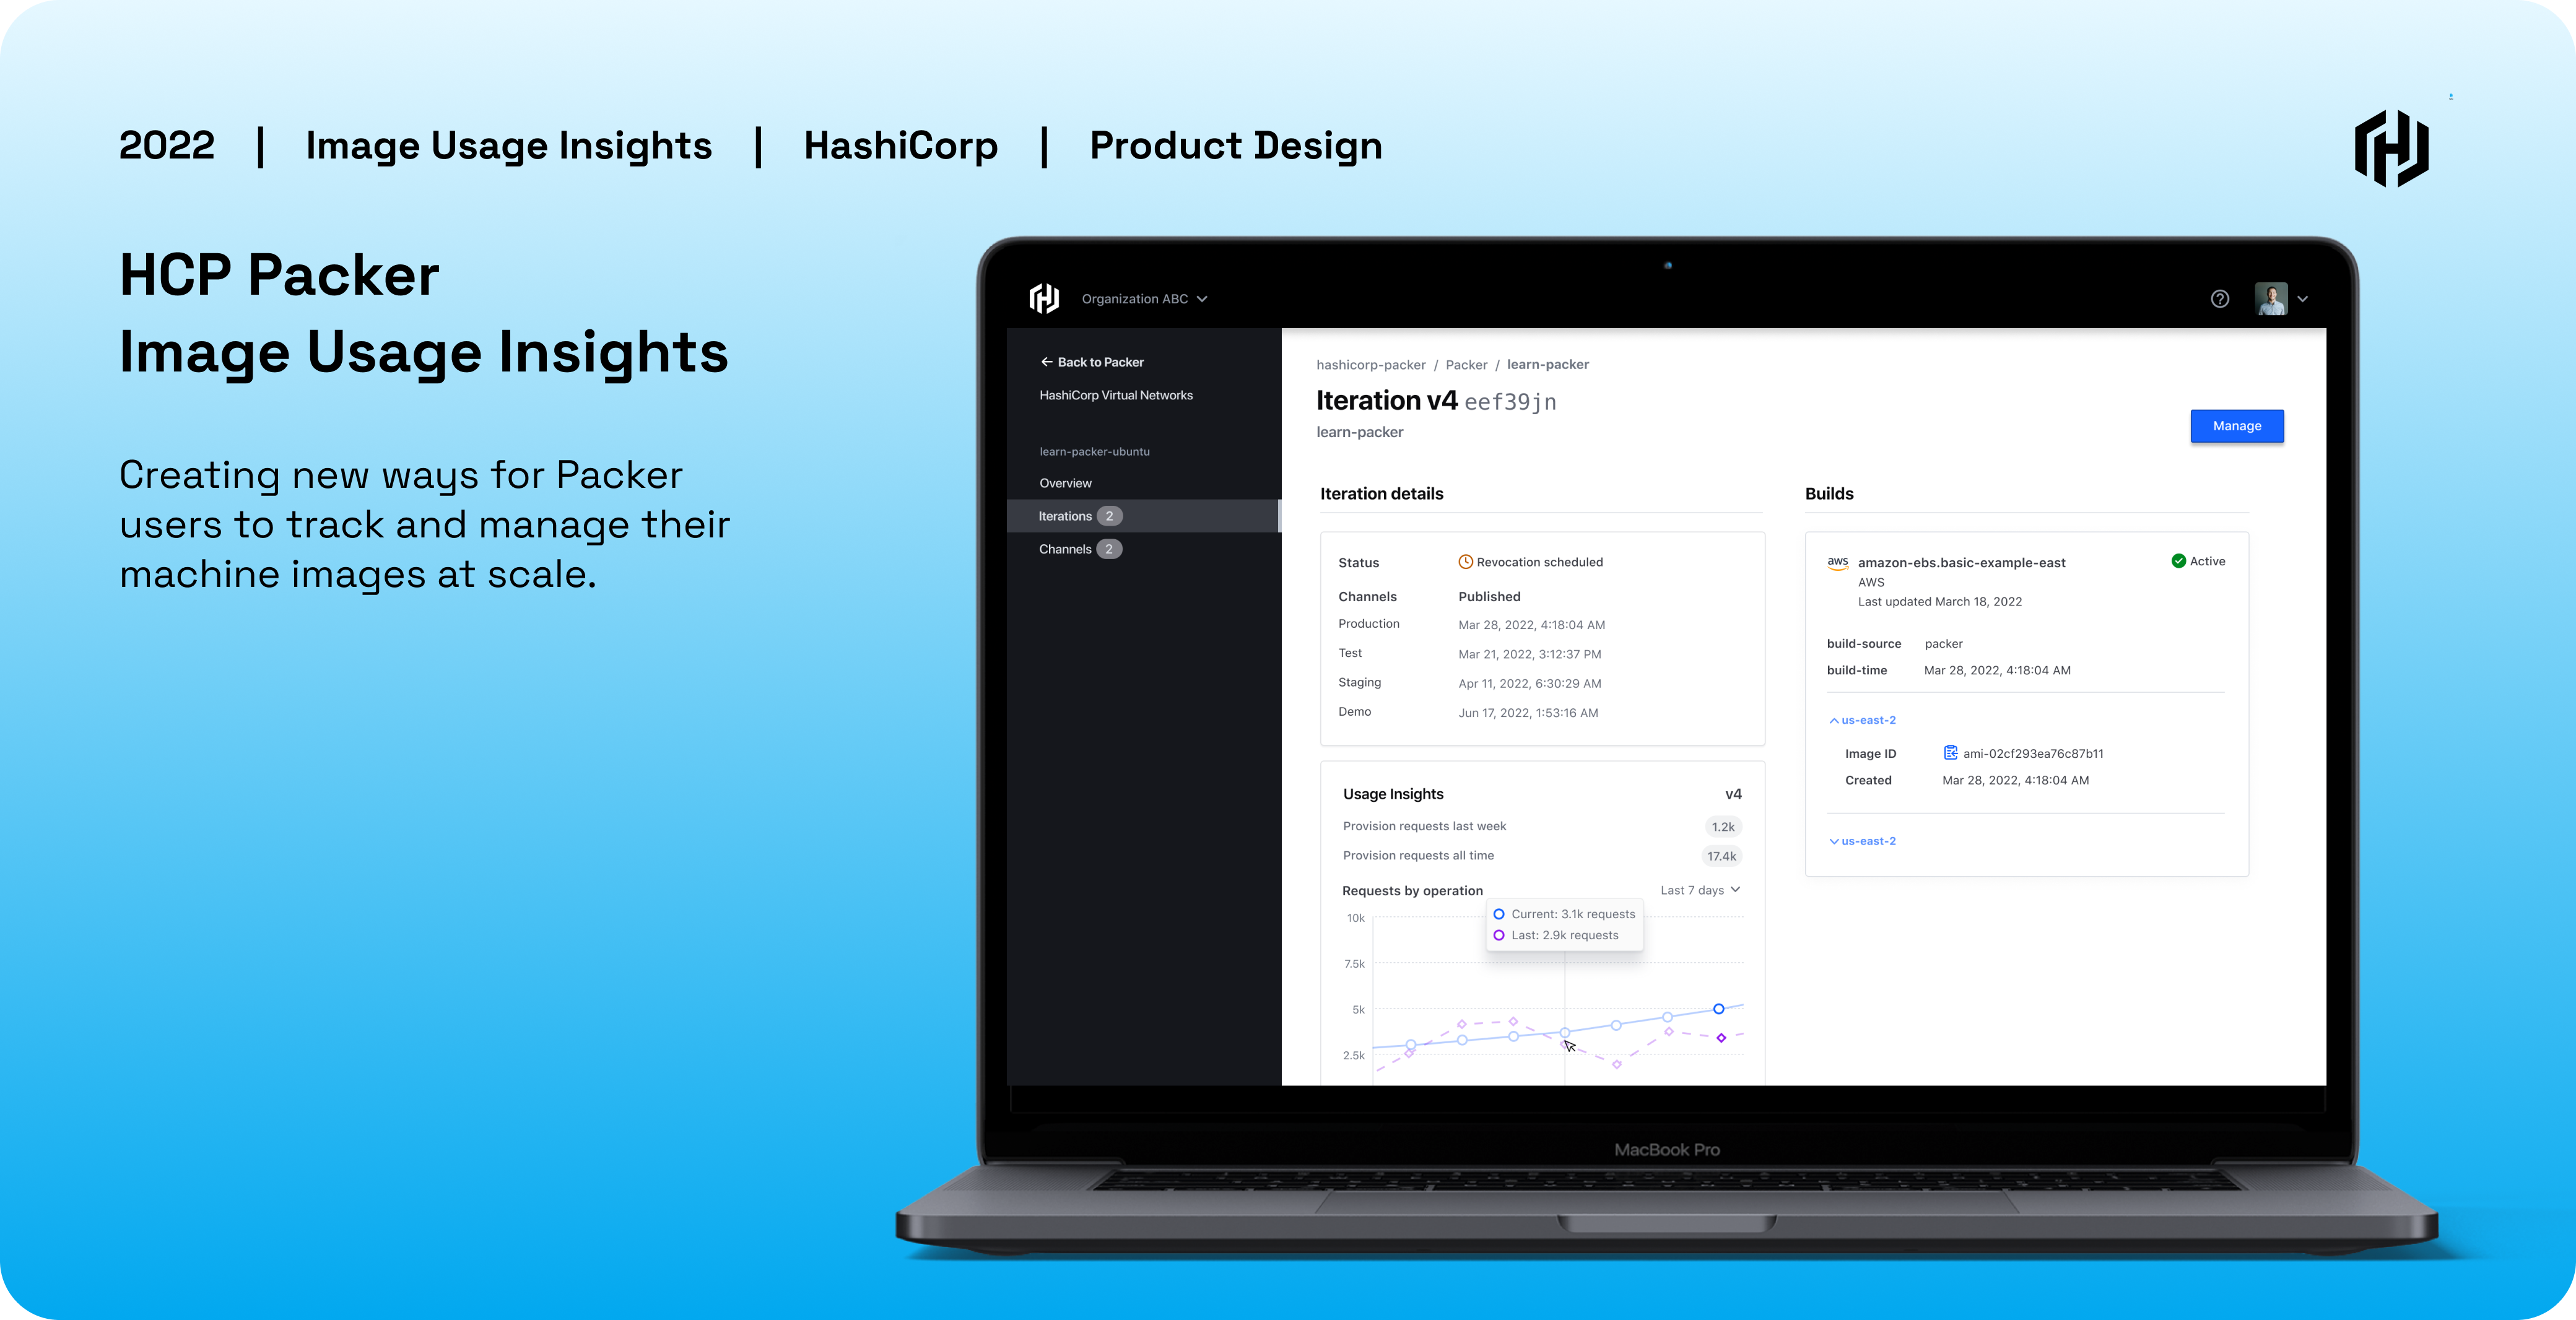 2022 | Image Usage Insights | HashiCorp | Product Design
HCP Packer
Image Usage Insights
Creating new ways for Packer
users to track and manage their
machine images at scale.
Organization ABC
Back to Packer
HashiCorp Virtual Networks
learn-packer-ubuntu
Overview
Iterations 2
Channels 2
hashicorp-packer / Packer / learn-packer
Iteration v4 eef39jn
learn-packer
Manage
Iteration details
Status Revocation scheduled
Channels Published
Production Mar 28, 2022, 4:18:04 AM
Test Mar 21, 2022, 3:12:37 PM
Staging Apr 11, 2022, 6:30:29 AM
Demo Jun 17, 2022, 1:53:16 AM
Usage Insights v4
Provision requests last week 1.2k
Provision requests all time 17.4k
Requests by operation Last 7 days
Current: 3.1k requests
Last: 2.9k requests
10k
7.5k
5k
2.5k
Builds
aws amazon-ebs.basic-example-east Active
AWS
Last updated March 18, 2022
build-source packer
build-time Mar 28, 2022, 4:18:04 AM
us-east-2
Image ID ami-02cf293ea76c87b11
Created Mar 28, 2022, 4:18:04 AM
us-east-2
MacBook Pro